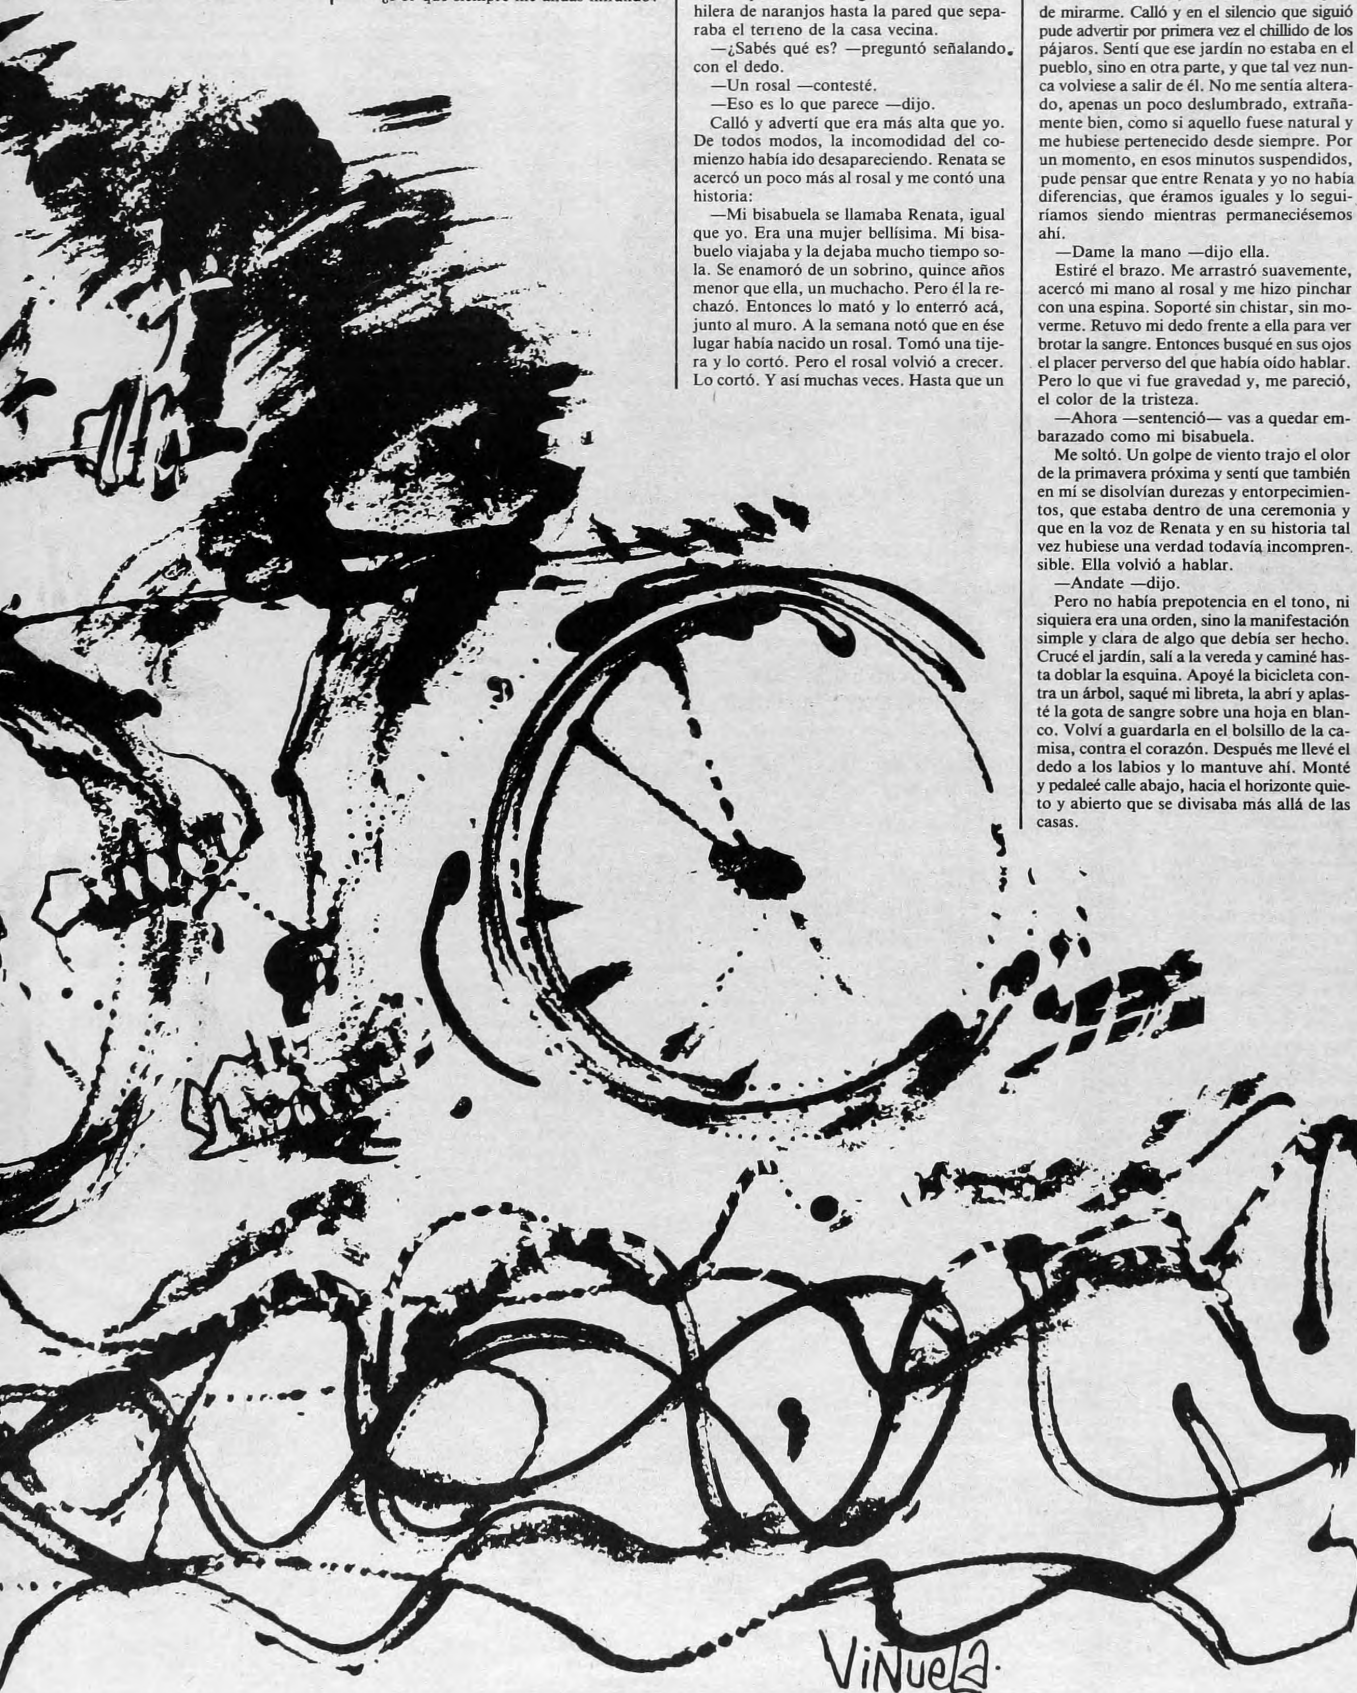 hilera de naranjos hasta la pared que sepa-
raba el terreno de la casa vecina.
—¿Sabés qué es? —preguntó señalando
con el dedo.
—Un rosal —contesté.
—Eso es lo que parece —dijo.
Calló y advertí que era más alta que yo.
De todos modos, la incomodidad del co-
mienzo había ido desapareciendo. Renata se
acercó un poco más al rosal y me contó una
historia:
—Mi bisabuela se llamaba Renata, igual
que yo. Era una mujer bellísima. Mi bisa-
buelo viajaba y la dejaba mucho tiempo so-
la. Se enamoró de un sobrino, quince años
menor que ella, un muchacho. Pero él la re-
chazó. Entonces lo mató y lo enterró acá,
junto al muro. A la semana notó que en ése
lugar había nacido un rosal. Tomó una tije-
ra y lo cortó. Pero el rosal volvió a crecer.
Lo cortó. Y así muchas veces. Hasta que un
de mirarme. Calló y en el silencio que siguió
pude advertir por primera vez el chillido de los
pájaros. Sentí que ese jardín no estaba en el
pueblo, sino en otra parte, y que tal vez nun-
ca volviese a salir de él. No me sentía altera-
do, apenas un poco deslumbrado, extraña-
mente bien, como si aquello fuese natural y
me hubiese pertenecido desde siempre. Por
un momento, en esos minutos suspendidos,
pude pensar que entre Renata y yo no había
diferencias, que éramos iguales y lo segui-
ríamos siendo mientras permaneciésemos
ahí.
—Dame la mano —dijo ella.
Estiré el brazo. Me arrastró suavemente,
acercó mi mano al rosal y me hizo pinchar
con una espina. Soporté sin chistar, sin mo-
verme. Retuvo mi dedo frente a ella para ver
brotar la sangre. Entonces busqué en sus ojos
el placer perverso del que había oído hablar.
Pero lo que vi fue gravedad y, me pareció,
el color de la tristeza.
—Ahora —sentenció— vas a quedar em-
barazado como mi bisabuela.
Me soltó. Un golpe de viento trajo el olor
de la primavera próxima y sentí que también
en mí se disolvían durezas y entorpecimien-
tos, que estaba dentro de una ceremonia y
que en la voz de Renata y en su historia tal
vez hubiese una verdad todavía incompren-
sible. Ella volvió a hablar.
—Andate —dijo.
Pero no había prepotencia en el tono, ni
siquiera era una orden, sino la manifestación
simple y clara de algo que debía ser hecho.
Crucé el jardín, salí a la vereda y caminé has-
ta doblar la esquina. Apoyé la bicicleta con-
tra un árbol, saqué mi libreta, la abrí y aplas-
té la gota de sangre sobre una hoja en blan-
co. Volví a guardarla en el bolsillo de la ca-
misa, contra el corazón. Después me llevé el
dedo a los labios y lo mantuve ahí. Monté
y pedaleé calle abajo, hacia el horizonte quie-
to y abierto que se divisaba más allá de las
casas.
ViÑuela.